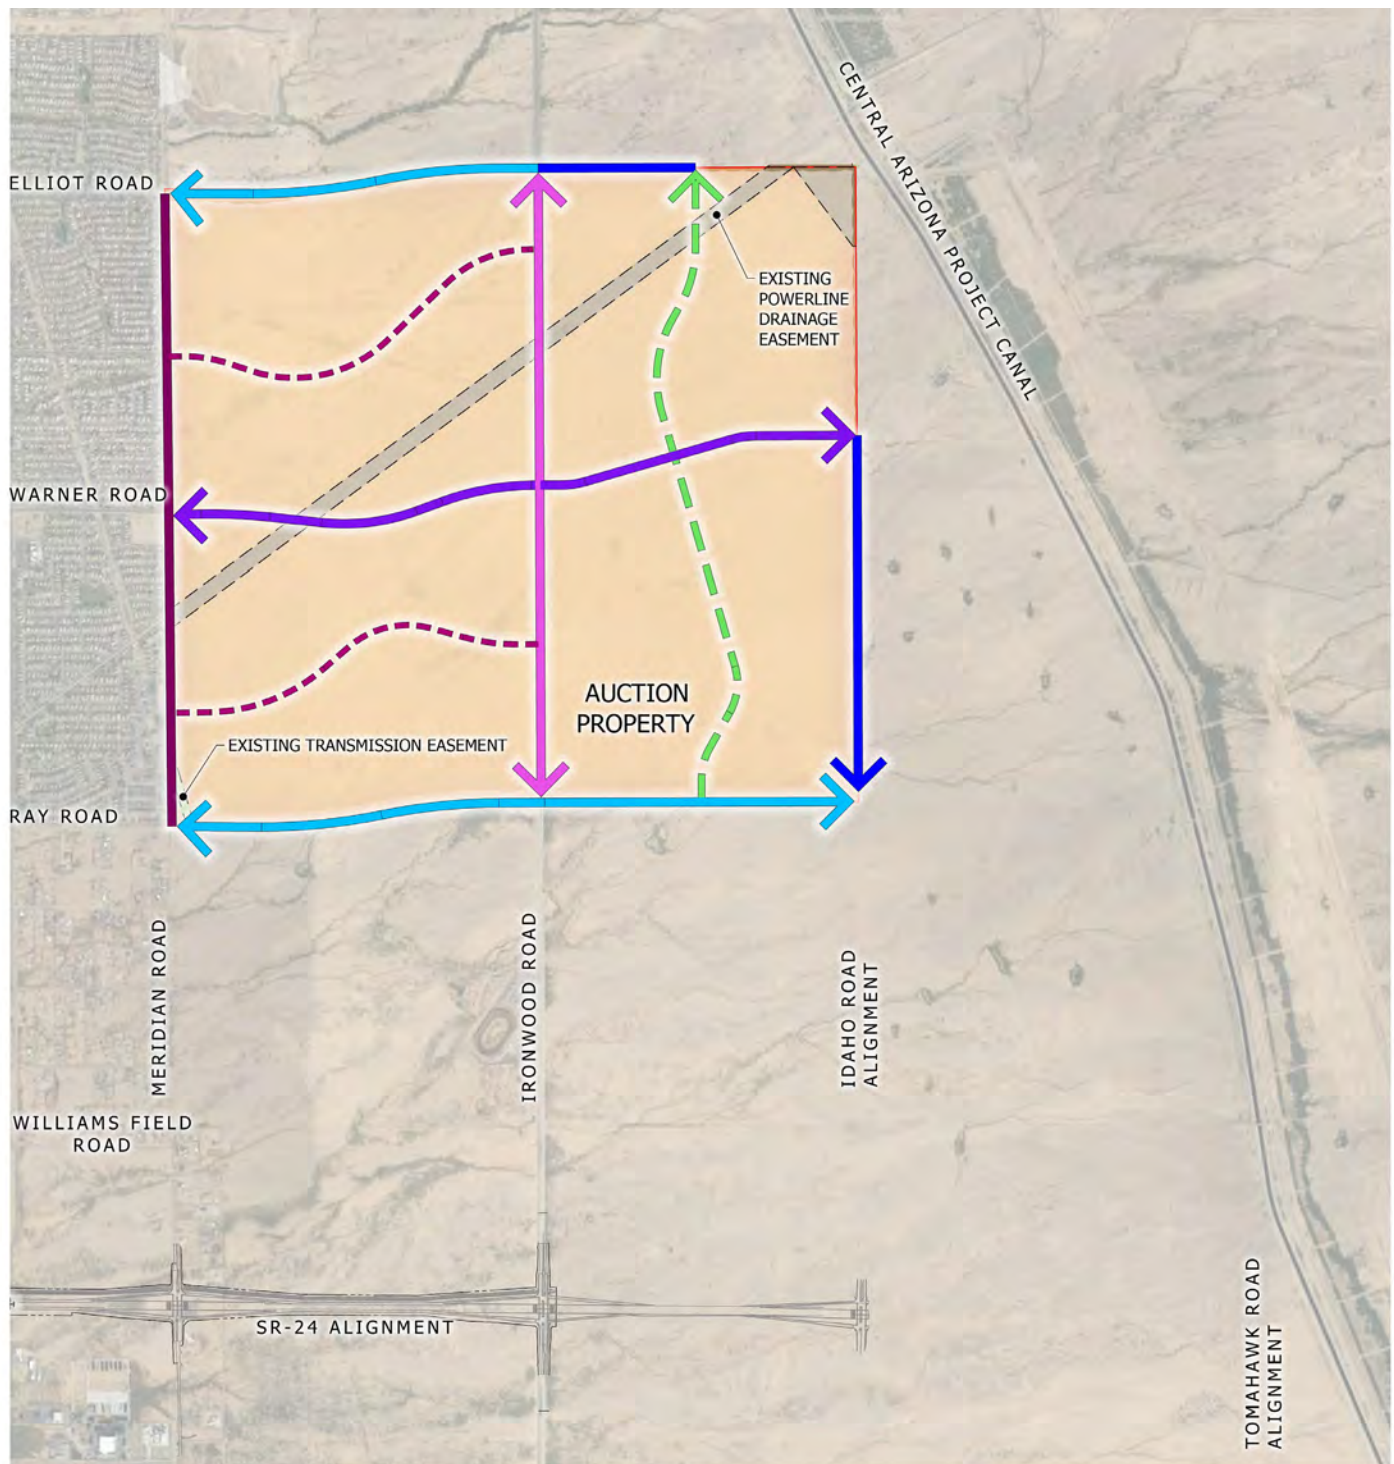 CENTRAL ARIZONA PROJECT CANAL
ELLIOT ROAD
EXISTING
POWERLINE
DRAINAGE
EASEMENT
WARNER ROAD
AUCTION
PROPERTY
EXISTING TRANSMISSION EASEMENT
RAY ROAD
MERIDIAN ROAD
IRONWOOD ROAD
IDAHO ROAD
ALIGNMENT
WILLIAMS FIELD
ROAD
SR-24 ALIGNMENT
TOMAHAWK ROAD
ALIGNMENT